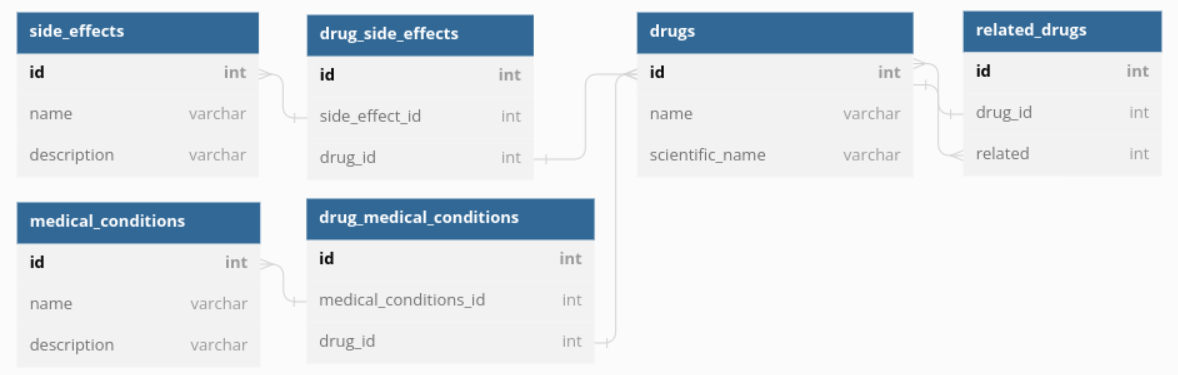 side_effects
id int
name varchar
description varchar
drug_side_effects
id int
side_effect_id int
drug_id int
drugs
id int
name varchar
scientific_name varchar
related_drugs
id int
drug_id int
related int
medical_conditions
id int
name varchar
description varchar
drug_medical_conditions
id int
medical_conditions_id int
drug_id int